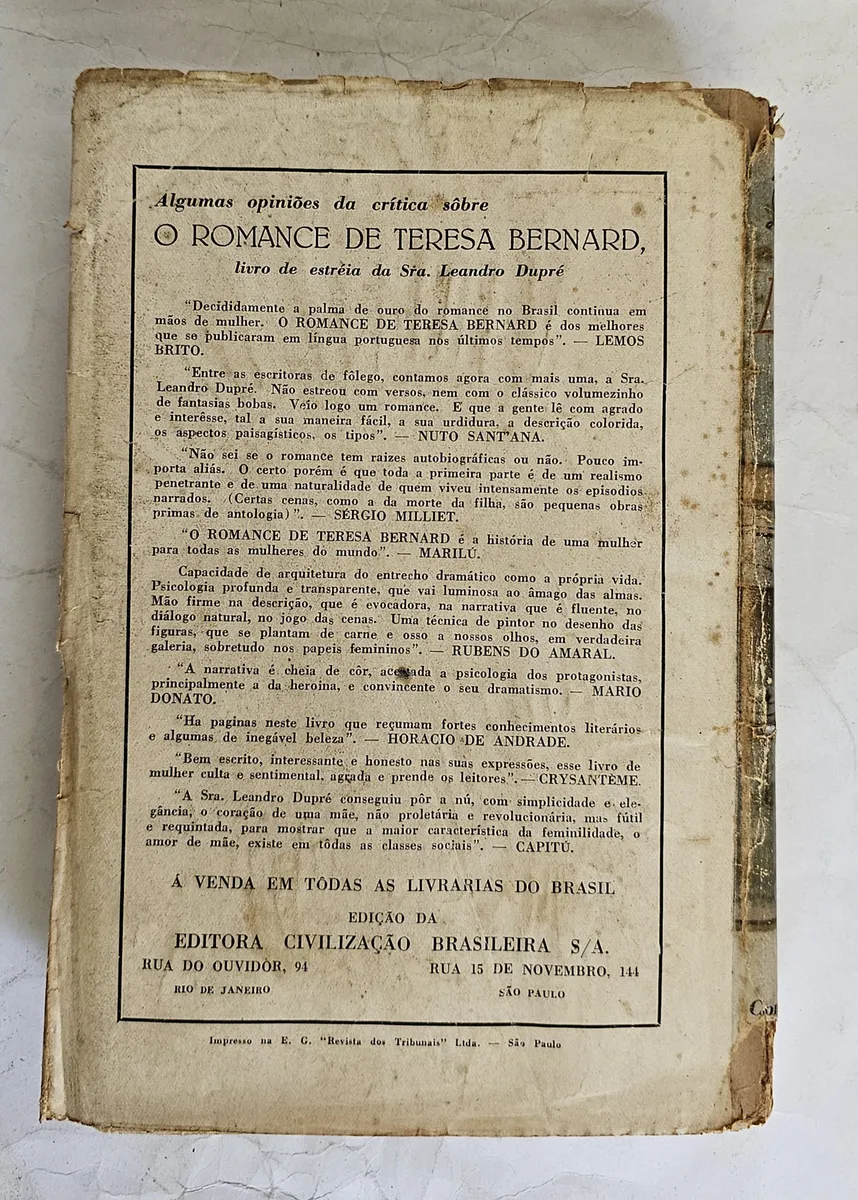 Algumas opiniões da crítica sôbre
O ROMANCE DE TERESA BERNARD,
livro de estréia da Sra. Leandro Dupré
"Decididamente a palma de ouro do romance no Brasil continua em
mãos de mulher. O ROMANCE DE TERESA BERNARD é dos melhores
que se publicaram em língua portuguesa nos últimos tempos". — LEMOS
BRITO.
"Entre as escritoras de fôlego, contamos agora com mais uma, a Sra.
Leandro Dupré. Não estreou com versos, nem com o clássico volumezinho
de fantasias bobas. Veio logo um romance. E que a gente lê com agrado
e interêsse, tal a sua maneira fácil, a sua urdidura, a descrição colorida,
os aspectos paisagísticos, os tipos". — NUTO SANT'ANA.
"Não sei se o romance tem raizes autobiográficas ou não. Pouco im-
porta aliás. O certo porém é que toda a primeira parte é de um realismo
penetrante e de uma naturalidade de quem viveu intensamente os episodios
narrados. (Certas cenas, como a da morte da filha, são pequenas obras
primas de antologia)". — SÉRGIO MILLIET.
"O ROMANCE DE TERESA BERNARD é a história de uma mulher
para todas as mulheres do mundo". — MARILÚ.
Capacidade de arquitetura do entrecho dramático como a própria vida.
Psicologia profunda e transparente, que vai luminosa ao âmago das almas.
Mão firme na descrição, que é evocadora, na narrativa que é fluente, no
diálogo natural, no jogo das cenas. Uma técnica de pintor no desenho das
figuras, que se plantam de carne e osso a nossos olhos, em verdadeira
galeria, sobretudo nos papeis femininos". — RUBENS DO AMARAL.
"A narrativa é cheia de côr, a psicologia dos protagonistas,
principalmente a da heroina, e convincente o seu dramatismo. — MARIO
DONATO.
"Ha paginas neste livro que reçumam fortes conhecimentos literários
e algumas de inegável beleza". — HORACIO DE ANDRADE.
"Bem escrito, interessante e honesto nas suas expressões, esse livro de
mulher culta e sentimental, agrada e prende os leitores". — CRYSANTÈME.
"A Sra. Leandro Dupré conseguiu pôr a nú, com simplicidade e ele-
gância, o coração de uma mãe, não proletária e revolucionária, mas fútil
e requintada, para mostrar que a maior característica da feminilidade, o
amor de mãe, existe em tôdas as classes sociais". — CAPITÚ.
Á VENDA EM TÔDAS AS LIVRARIAS DO BRASIL
EDIÇÃO DA
EDITORA CIVILIZAÇÃO BRASILEIRA S/A.
RUA DO OUVIDOR, 94 RUA 15 DE NOVEMBRO, 144
RIO DE JANEIRO SÃO PAULO
Impresso na E. G. "Revista dos Tribunais" Ltda. — São Paulo